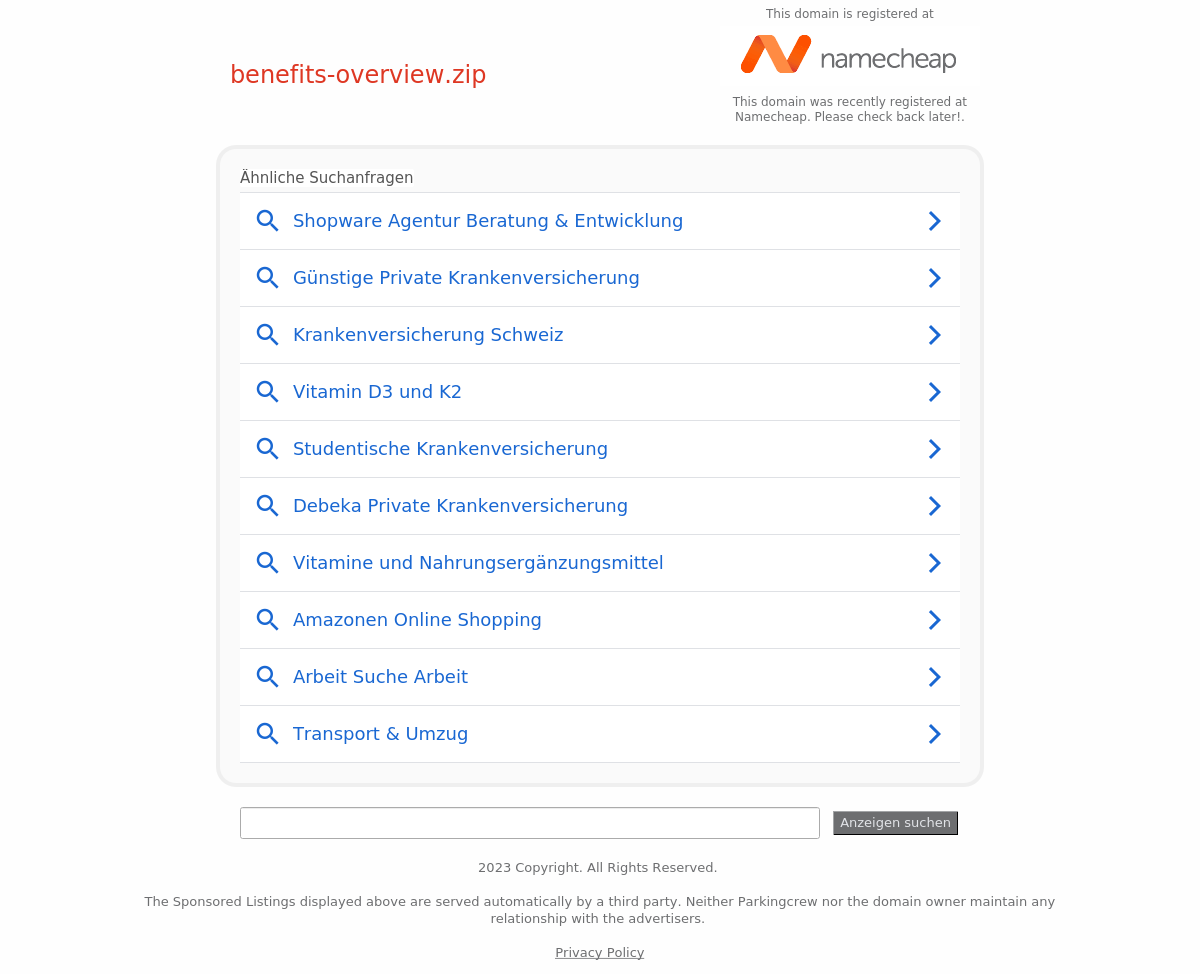 This domain is registered at
namecheap
benefits-overview.zip
This domain was recently registered at
Namecheap. Please check back later!.
Ähnliche Suchanfragen
Shopware Agentur Beratung & Entwicklung
Günstige Private Krankenversicherung
Krankenversicherung Schweiz
Vitamin D3 und K2
Studentische Krankenversicherung
Debeka Private Krankenversicherung
Vitamine und Nahrungsergänzungsmittel
Amazonen Online Shopping
Arbeit Suche Arbeit
Transport & Umzug
Anzeigen suchen
2023 Copyright. All Rights Reserved.
The Sponsored Listings displayed above are served automatically by a third party. Neither Parkingcrew nor the domain owner maintain any
relationship with the advertisers.
Privacy Policy